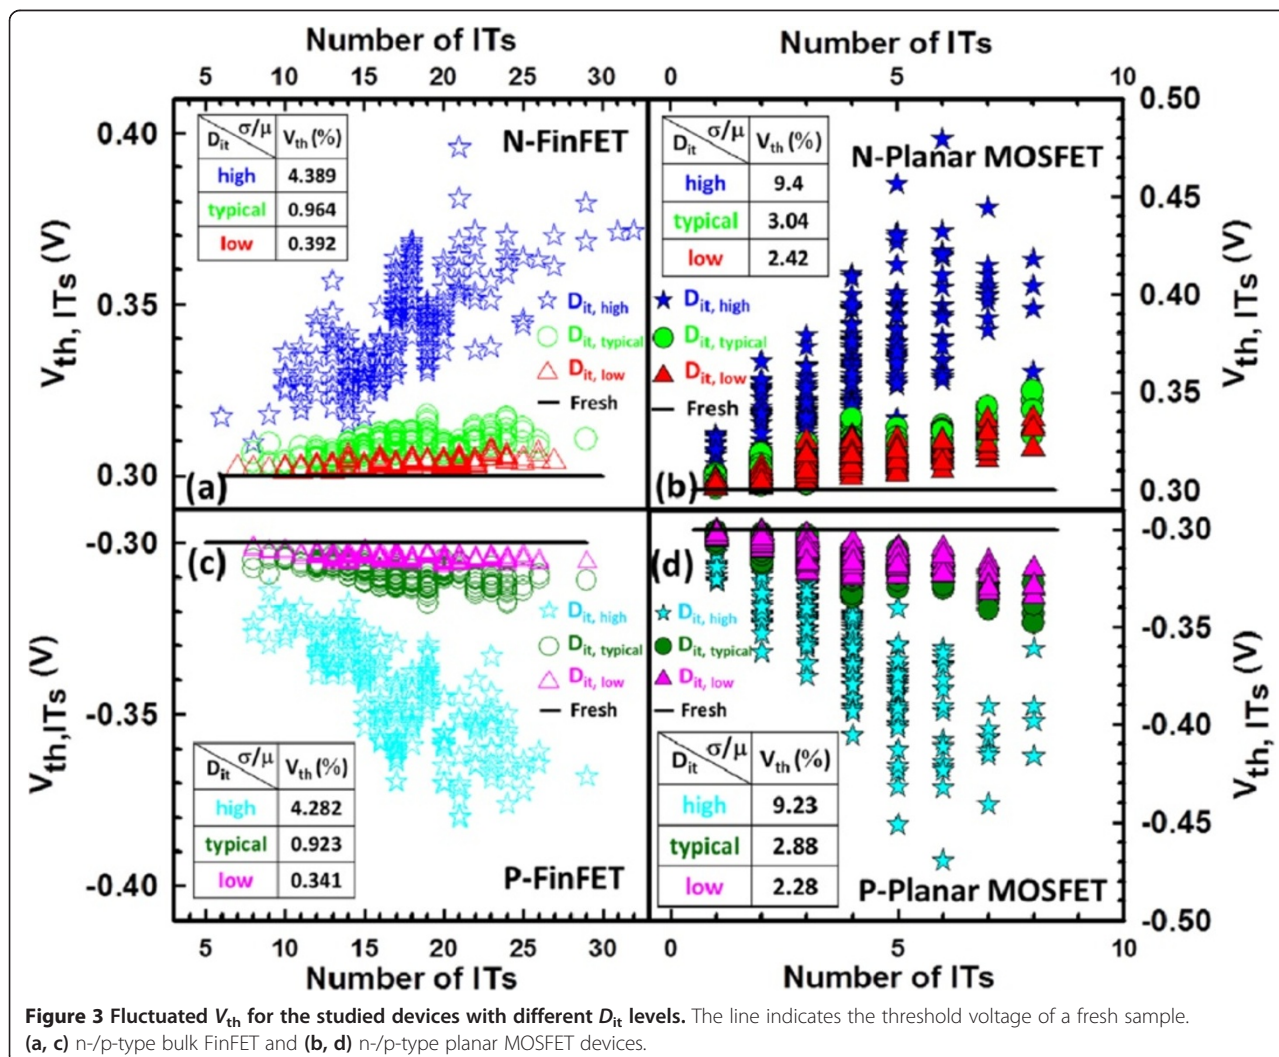 Number of ITs
5 10 15 20 25 30
Number of ITs
0 5 10
Vth, ITs (V)
0.40
0.35
0.30
Dit σ/μ Vth (%)
high 4.389
typical 0.964
low 0.392
N-FinFET
Dit, high
Dit, typical
Dit, low
Fresh
(a)
Dit σ/μ Vth (%)
high 9.4
typical 3.04
low 2.42
N-Planar MOSFET
Dit, high
Dit, typical
Dit, low
Fresh
(b)
0.50
0.45
0.40
0.35
0.30
Vth, ITs (V)
Vth,ITs (V)
-0.30
-0.35
-0.40
(c)
Dit, high
Dit, typical
Dit, low
Fresh
Dit σ/μ Vth (%)
high 4.282
typical 0.923
low 0.341
P-FinFET
(d)
Dit, high
Dit, typical
Dit, low
Fresh
Dit σ/μ Vth (%)
high 9.23
typical 2.88
low 2.28
P-Planar MOSFET
-0.30
-0.35
-0.40
-0.45
-0.50
Vth, ITs (V)
5 10 15 20 25 30
Number of ITs
0 5 10
Number of ITs
Figure 3 Fluctuated Vth for the studied devices with different Dit levels. The line indicates the threshold voltage of a fresh sample.
(a, c) n-/p-type bulk FinFET and (b, d) n-/p-type planar MOSFET devices.